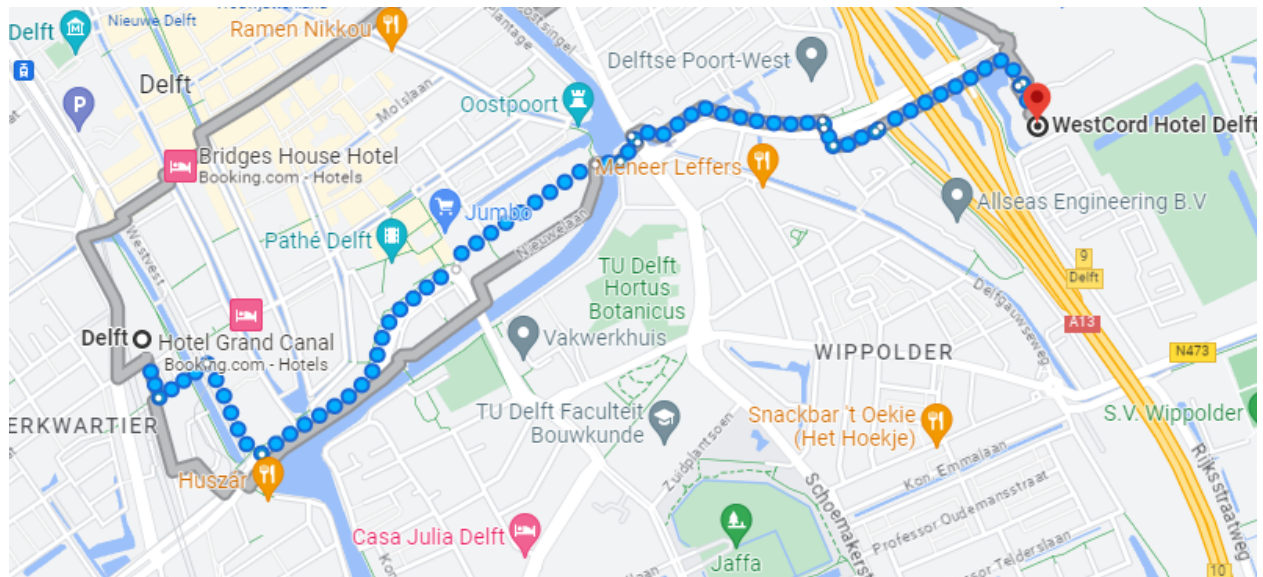 Nieuwe Delft
Delft
Ramen Nikkou
P
Delft
Molslaan
Oostpoort
Oostsingel
Delftse Poort-West
WestCord Hotel Delft
Bridges House Hotel
Booking.com - Hotels
Meneer Leffers
Allseas Engineering B.V
Jumbo
Pathé Delft
Nieuwelaan
Westvest
TU Delft
Hortus
Botanicus
9
Delft
Delfgauwseweg
A13
Delft
Hotel Grand Canal
Booking.com - Hotels
Vakwerkhuis
WIPPOLDER
N473
ERKWARTIER
TU Delft Faculteit
Bouwkunde
Snackbar 't Oekie
(Het Hoekje)
S.V. Wippolder
Huszár
Zuidplantsoen
Kon. Emmalaan
Rijksstraatweg
Schoemakerst
Professor Oudemansstraat
Casa Julia Delft
Professor Telderslaan
Jaffa
10